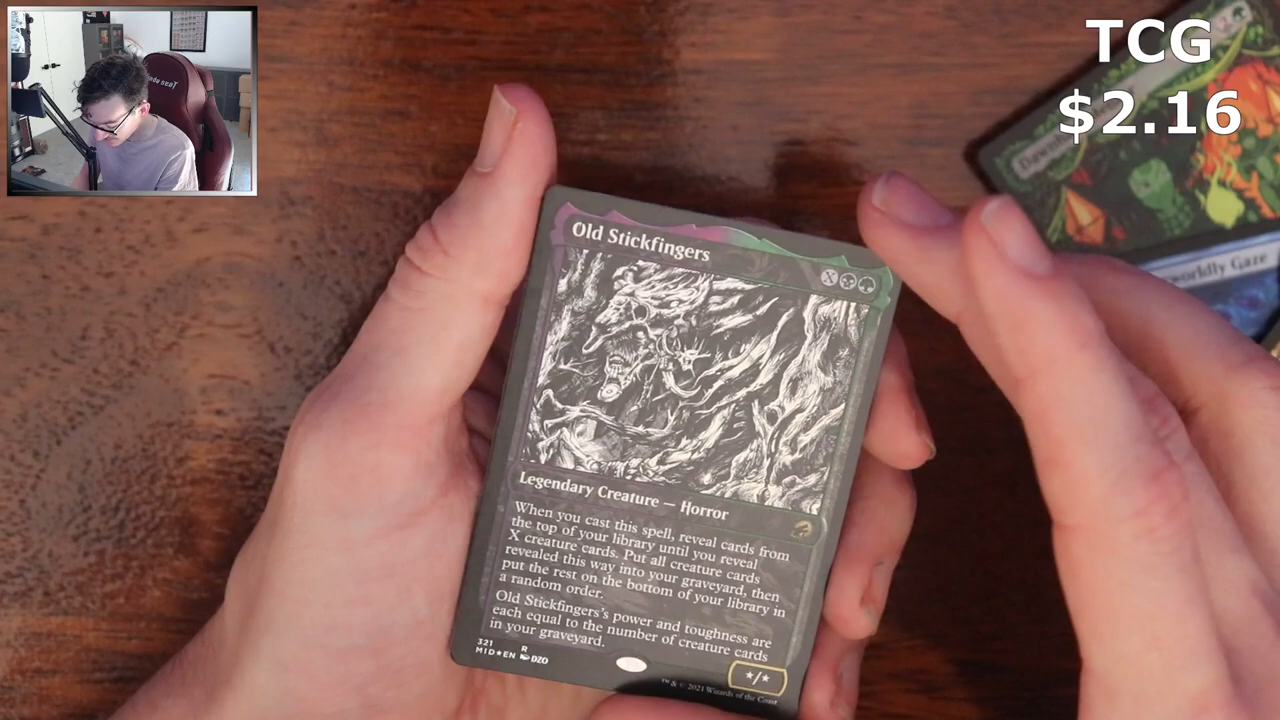 TCG
$2.16
Old Stickfingers
X
Legendary Creature — Horror
When you cast this spell, reveal cards from
the top of your library until you reveal
X creature cards. Put all creature cards
revealed this way into your graveyard, then
put the rest on the bottom of your library in
a random order.
Old Stickfingers's power and toughness are
each equal to the number of creature cards
in your graveyard.
321 R
MID★EN DZO
™ & © 2021 Wizards of the Coast
★/★
worldly Gaze